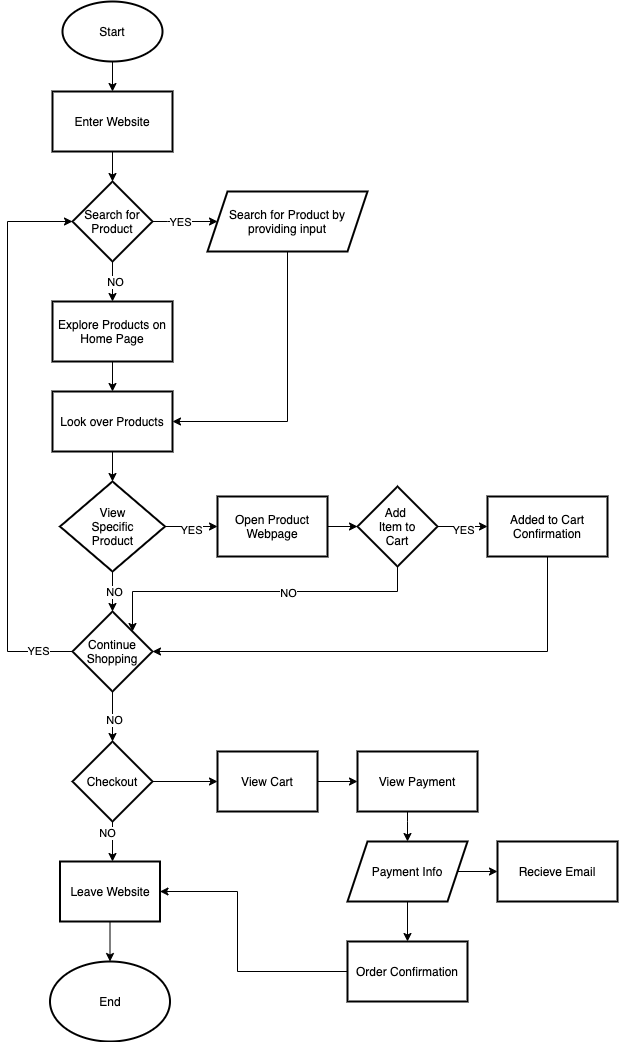 Start
Enter Website
Search for
Product
YES
Search for Product by
providing input
NO
Explore Products on
Home Page
Look over Products
View
Specific
Product
YES
Open Product
Webpage
Add
Item to
Cart
YES
Added to Cart
Confirmation
NO
NO
Continue
Shopping
YES
NO
Checkout
View Cart
View Payment
NO
Payment Info
Recieve Email
Leave Website
Order Confirmation
End